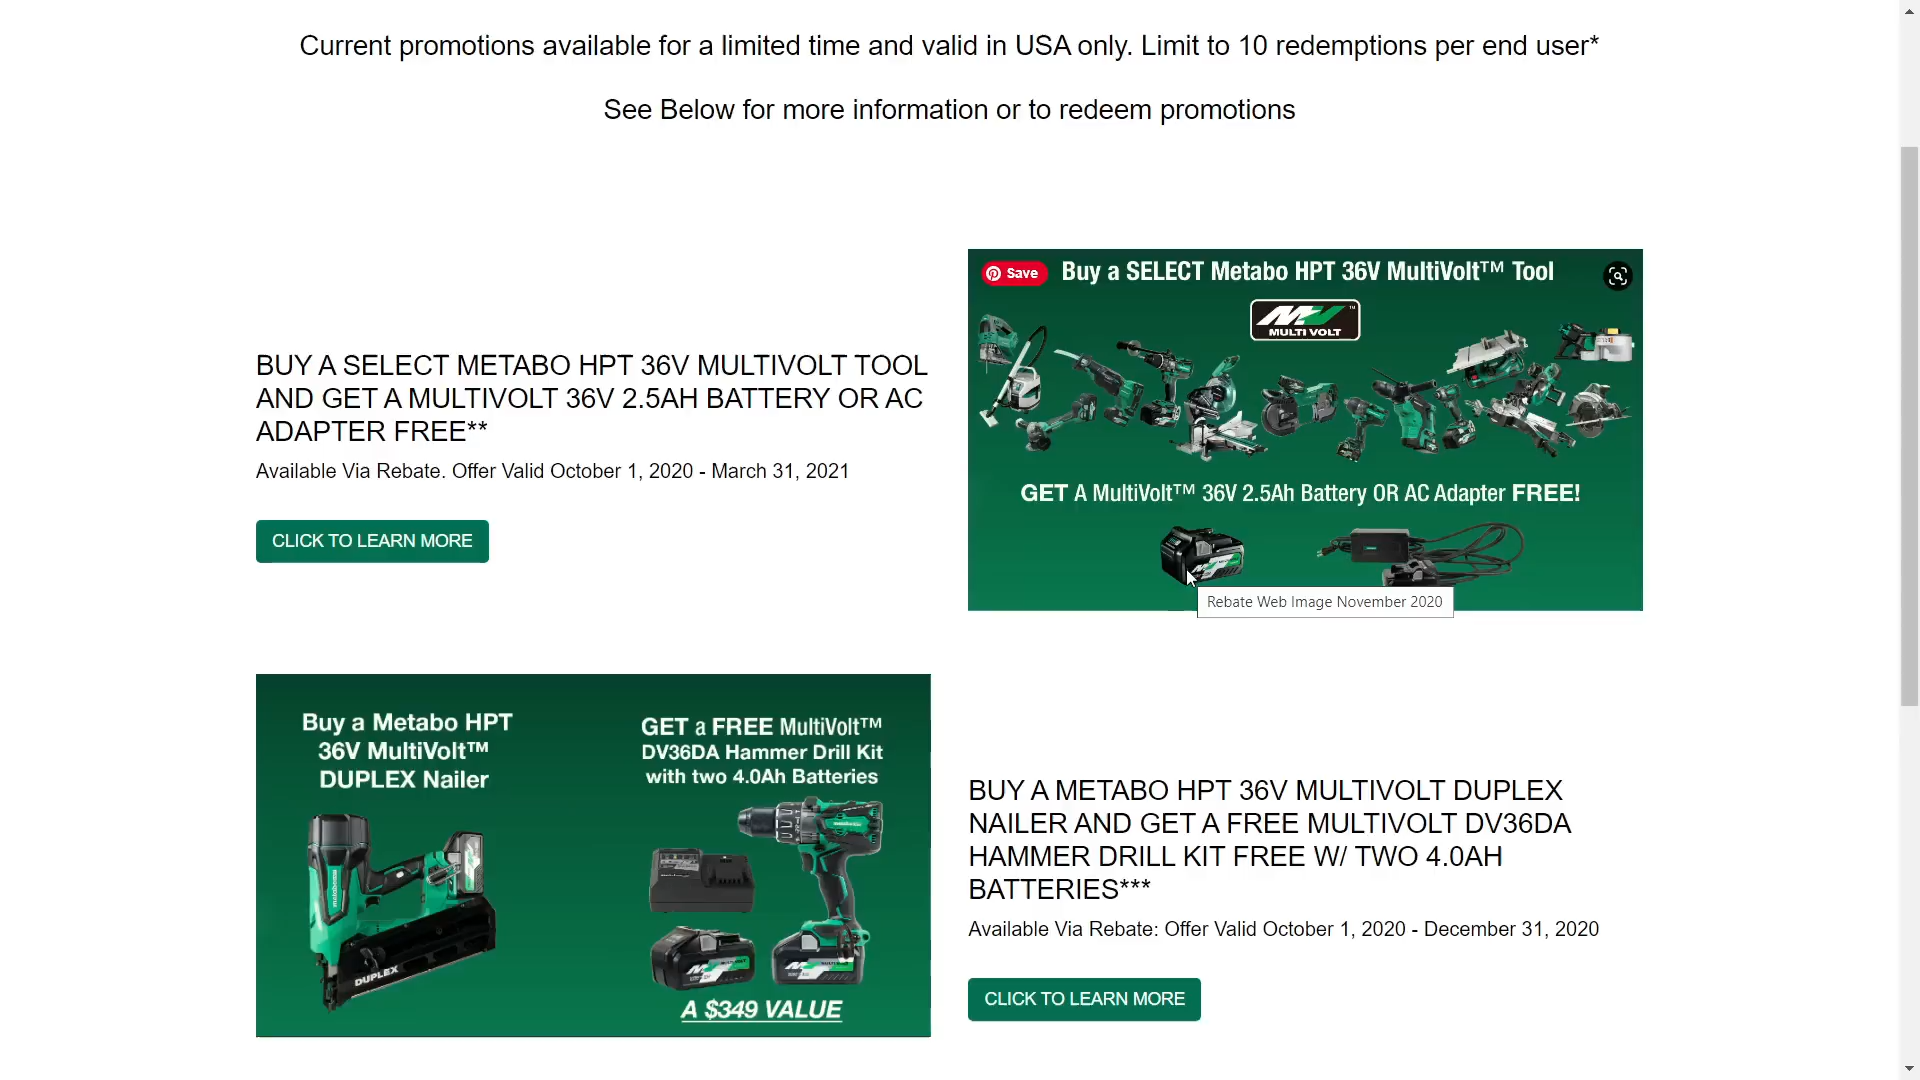 Current promotions available for a limited time and valid in USA only. Limit to 10 redemptions per end user*
See Below for more information or to redeem promotions
BUY A SELECT METABO HPT 36V MULTIVOLT TOOL
AND GET A MULTIVOLT 36V 2.5AH BATTERY OR AC
ADAPTER FREE**
Available Via Rebate. Offer Valid October 1, 2020 - March 31, 2021
CLICK TO LEARN MORE
Save
Buy a SELECT Metabo HPT 36V MultiVolt™ Tool
MULTI VOLT
GET A MultiVolt™ 36V 2.5Ah Battery OR AC Adapter FREE!
Rebate Web Image November 2020
Buy a Metabo HPT
36V MultiVolt™
DUPLEX Nailer
DUPLEX
GET a FREE MultiVolt™
DV36DA Hammer Drill Kit
with two 4.0Ah Batteries
A $349 VALUE
BUY A METABO HPT 36V MULTIVOLT DUPLEX
NAILER AND GET A FREE MULTIVOLT DV36DA
HAMMER DRILL KIT FREE W/ TWO 4.0AH
BATTERIES***
Available Via Rebate: Offer Valid October 1, 2020 - December 31, 2020
CLICK TO LEARN MORE